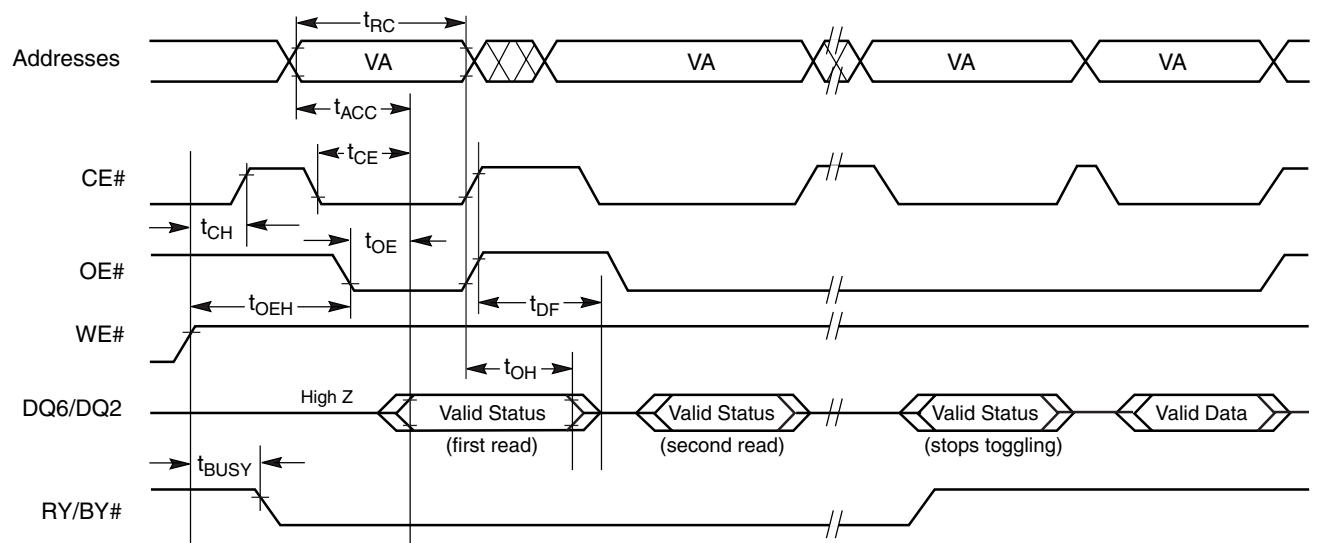 tRC
Addresses VA VA VA VA
tACC
tCE
CE#
tCH
tOE
OE#
tOEH tDF
WE#
tOH
High Z
DQ6/DQ2 Valid Status Valid Status Valid Status Valid Data
(first read) (second read) (stops toggling)
tBUSY
RY/BY#